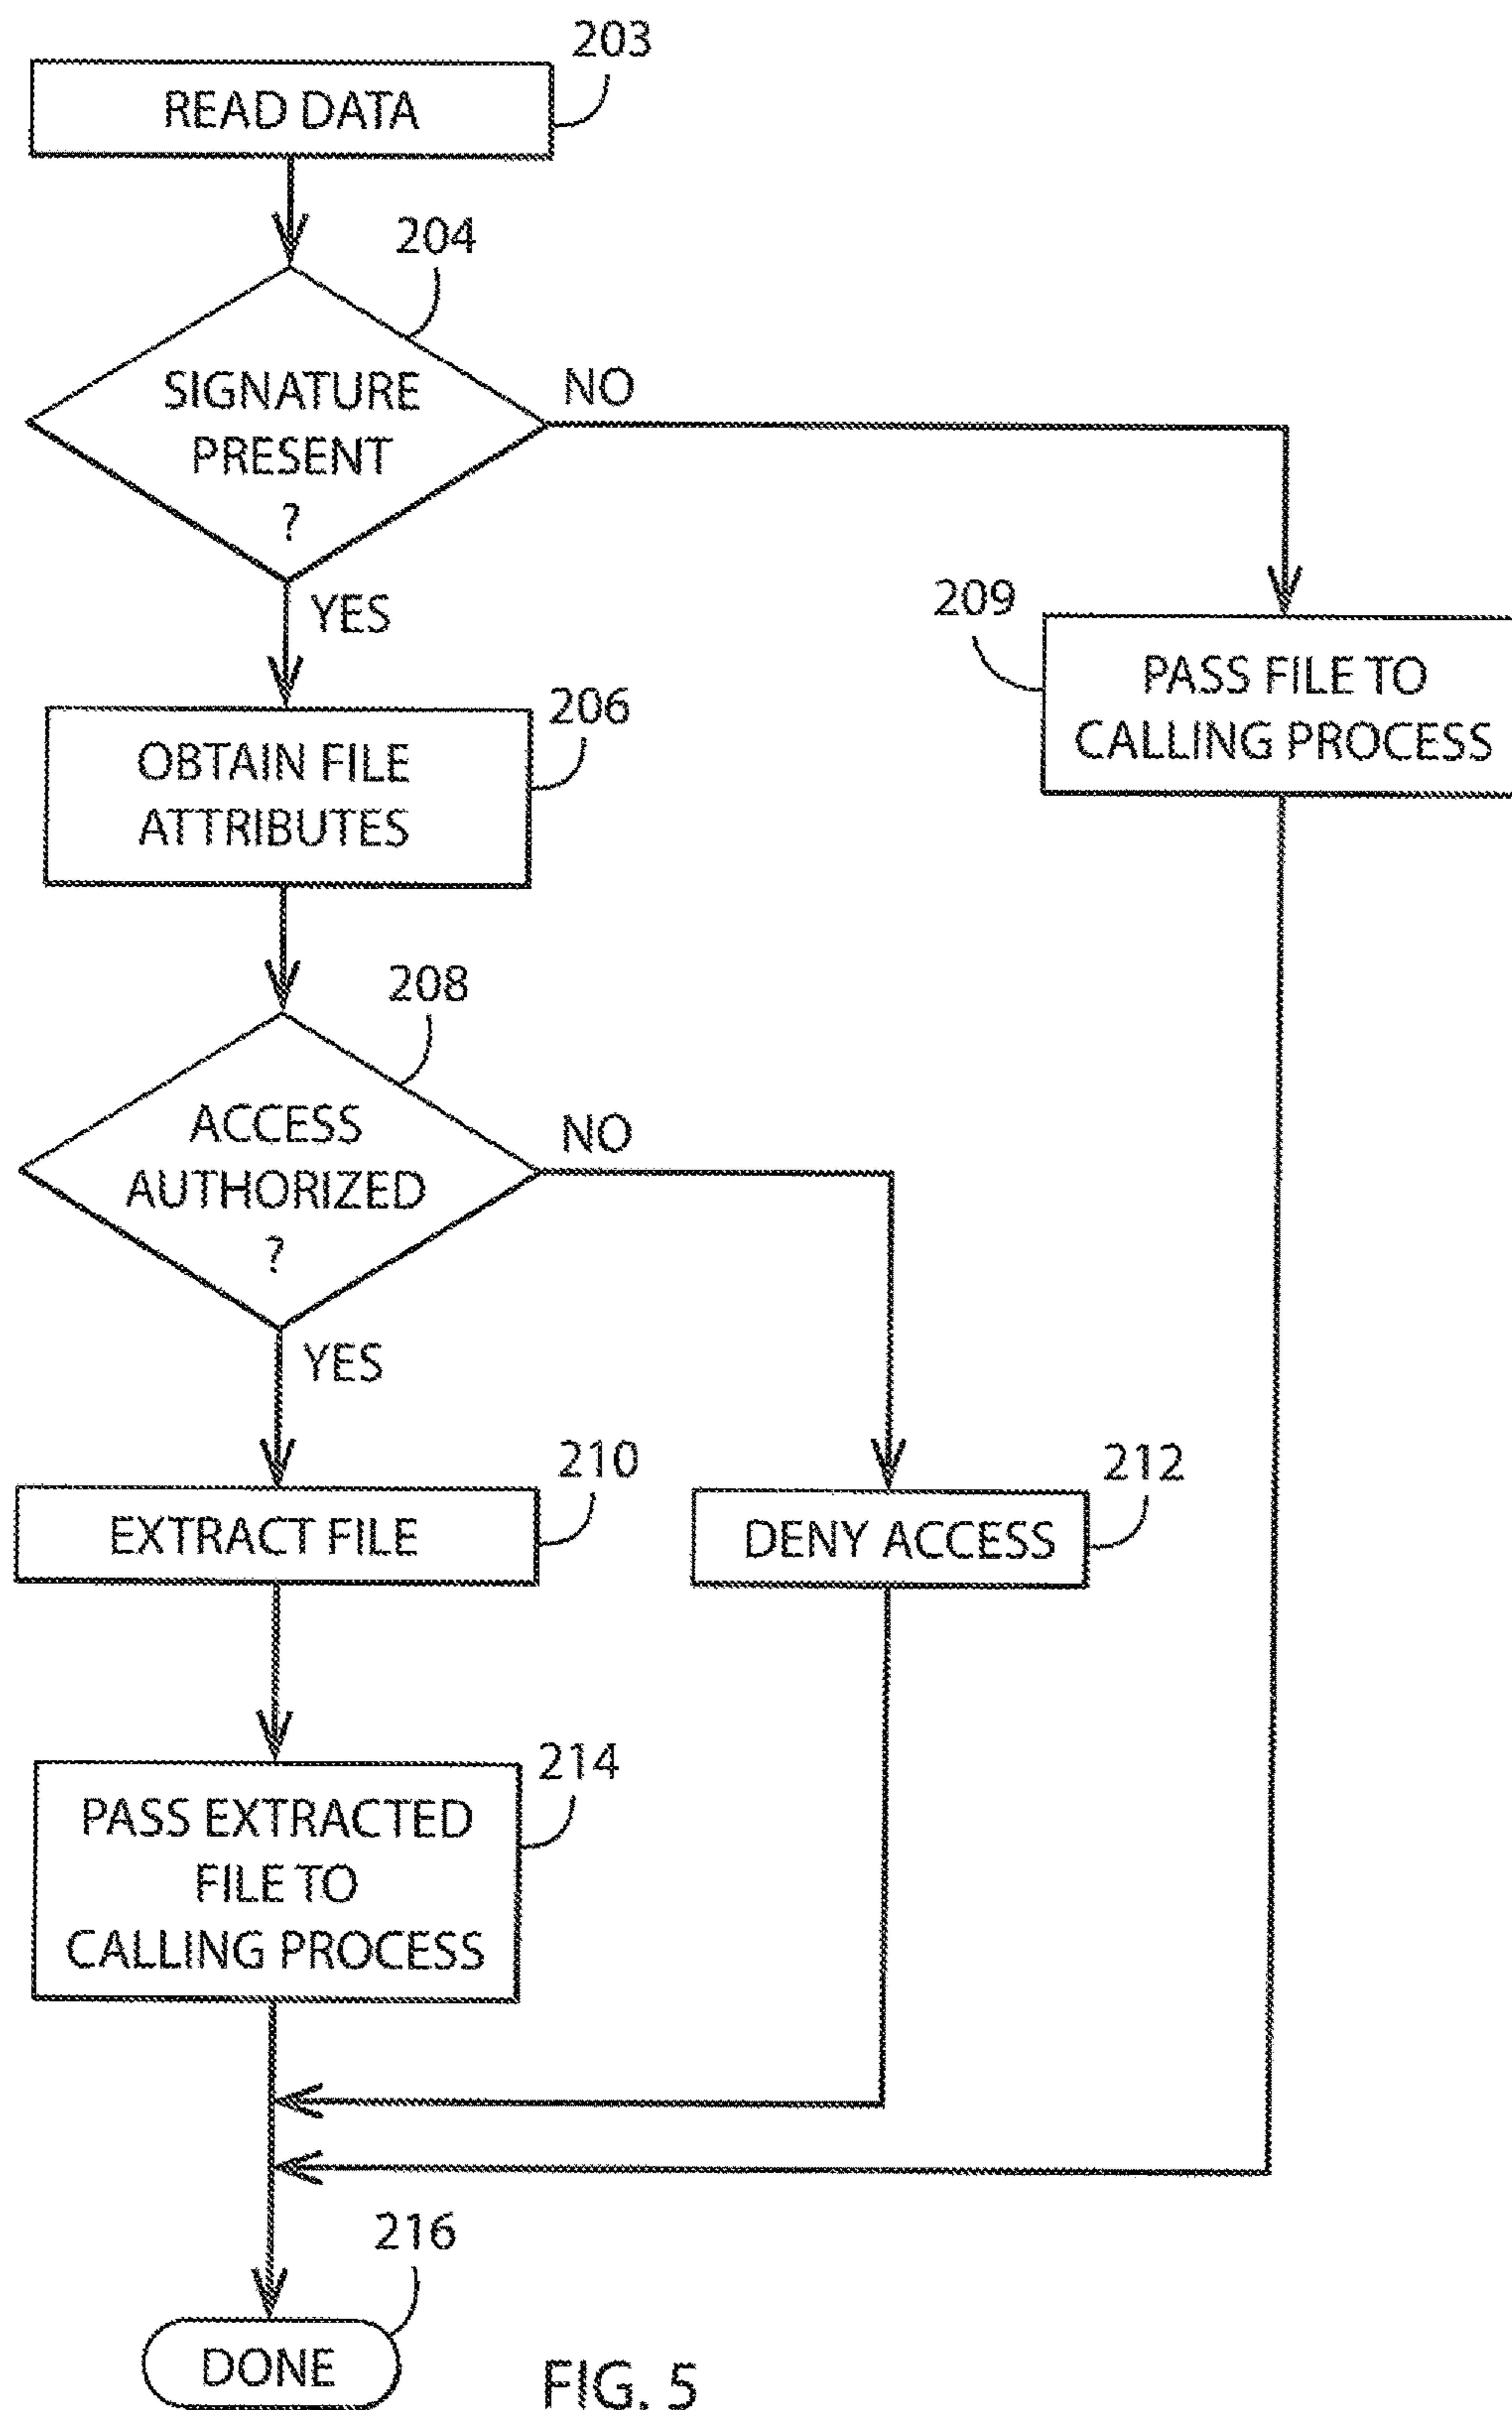 203
READ DATA
204
SIGNATURE
PRESENT
?
NO
YES
209
PASS FILE TO
CALLING PROCESS
206
OBTAIN FILE
ATTRIBUTES
208
ACCESS
AUTHORIZED
?
NO
YES
210
EXTRACT FILE
212
DENY ACCESS
214
PASS EXTRACTED
FILE TO
CALLING PROCESS
216
DONE
FIG. 5